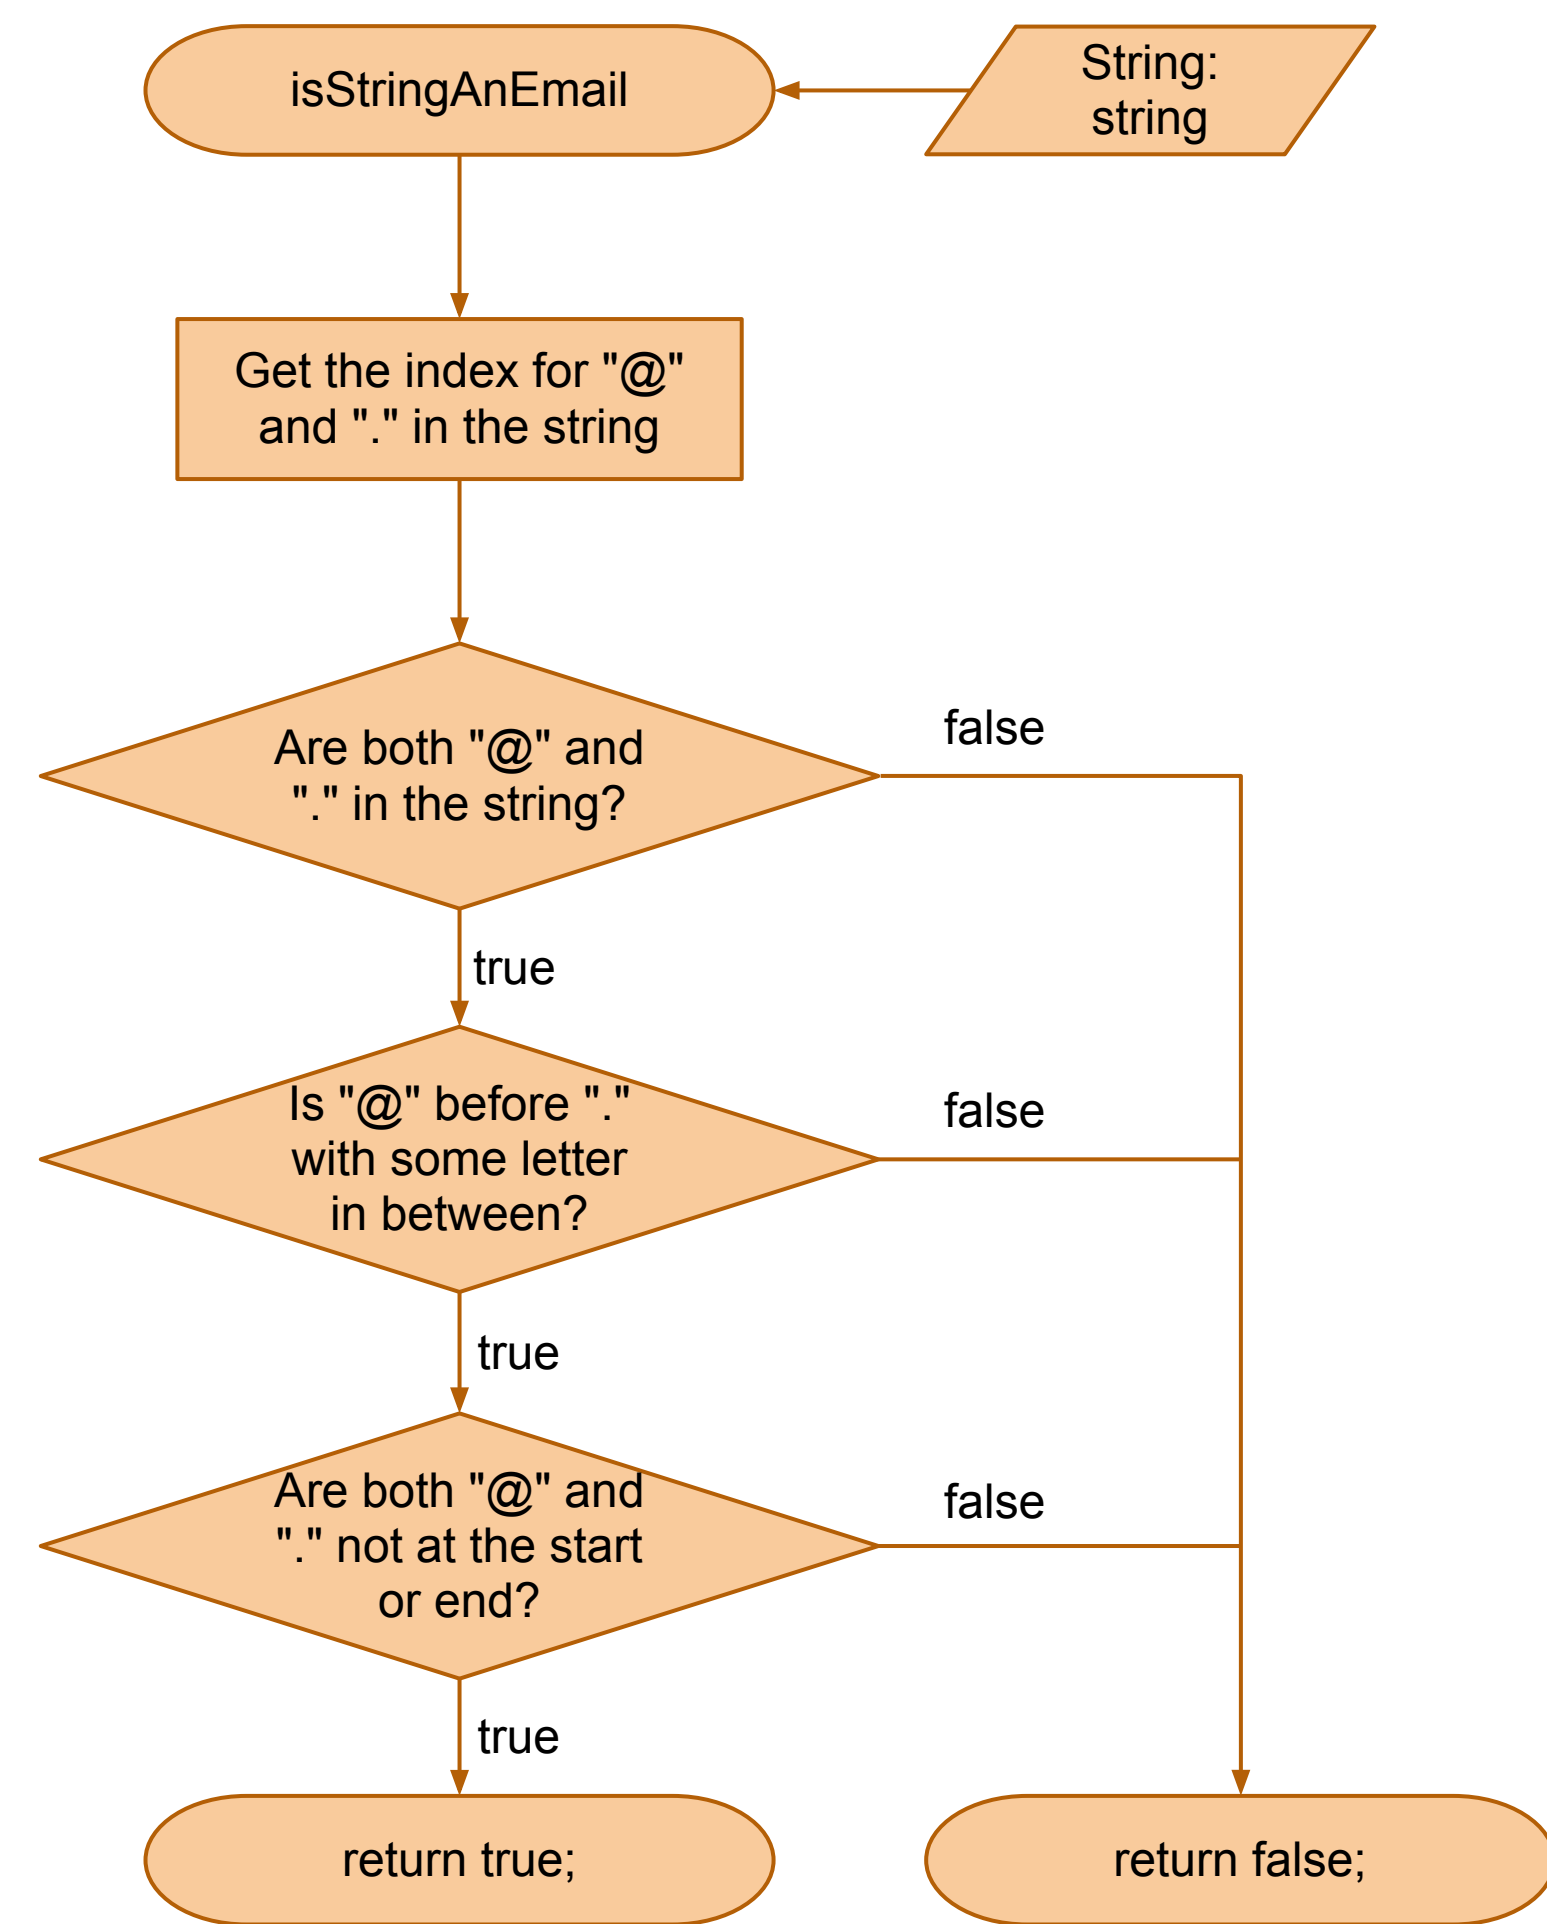 isStringAnEmail
String:
string
Get the index for "@"
and "." in the string
Are both "@" and
"." in the string?
false
true
Is "@" before "."
with some letter
in between?
false
true
Are both "@" and
"." not at the start
or end?
false
true
return true;
return false;